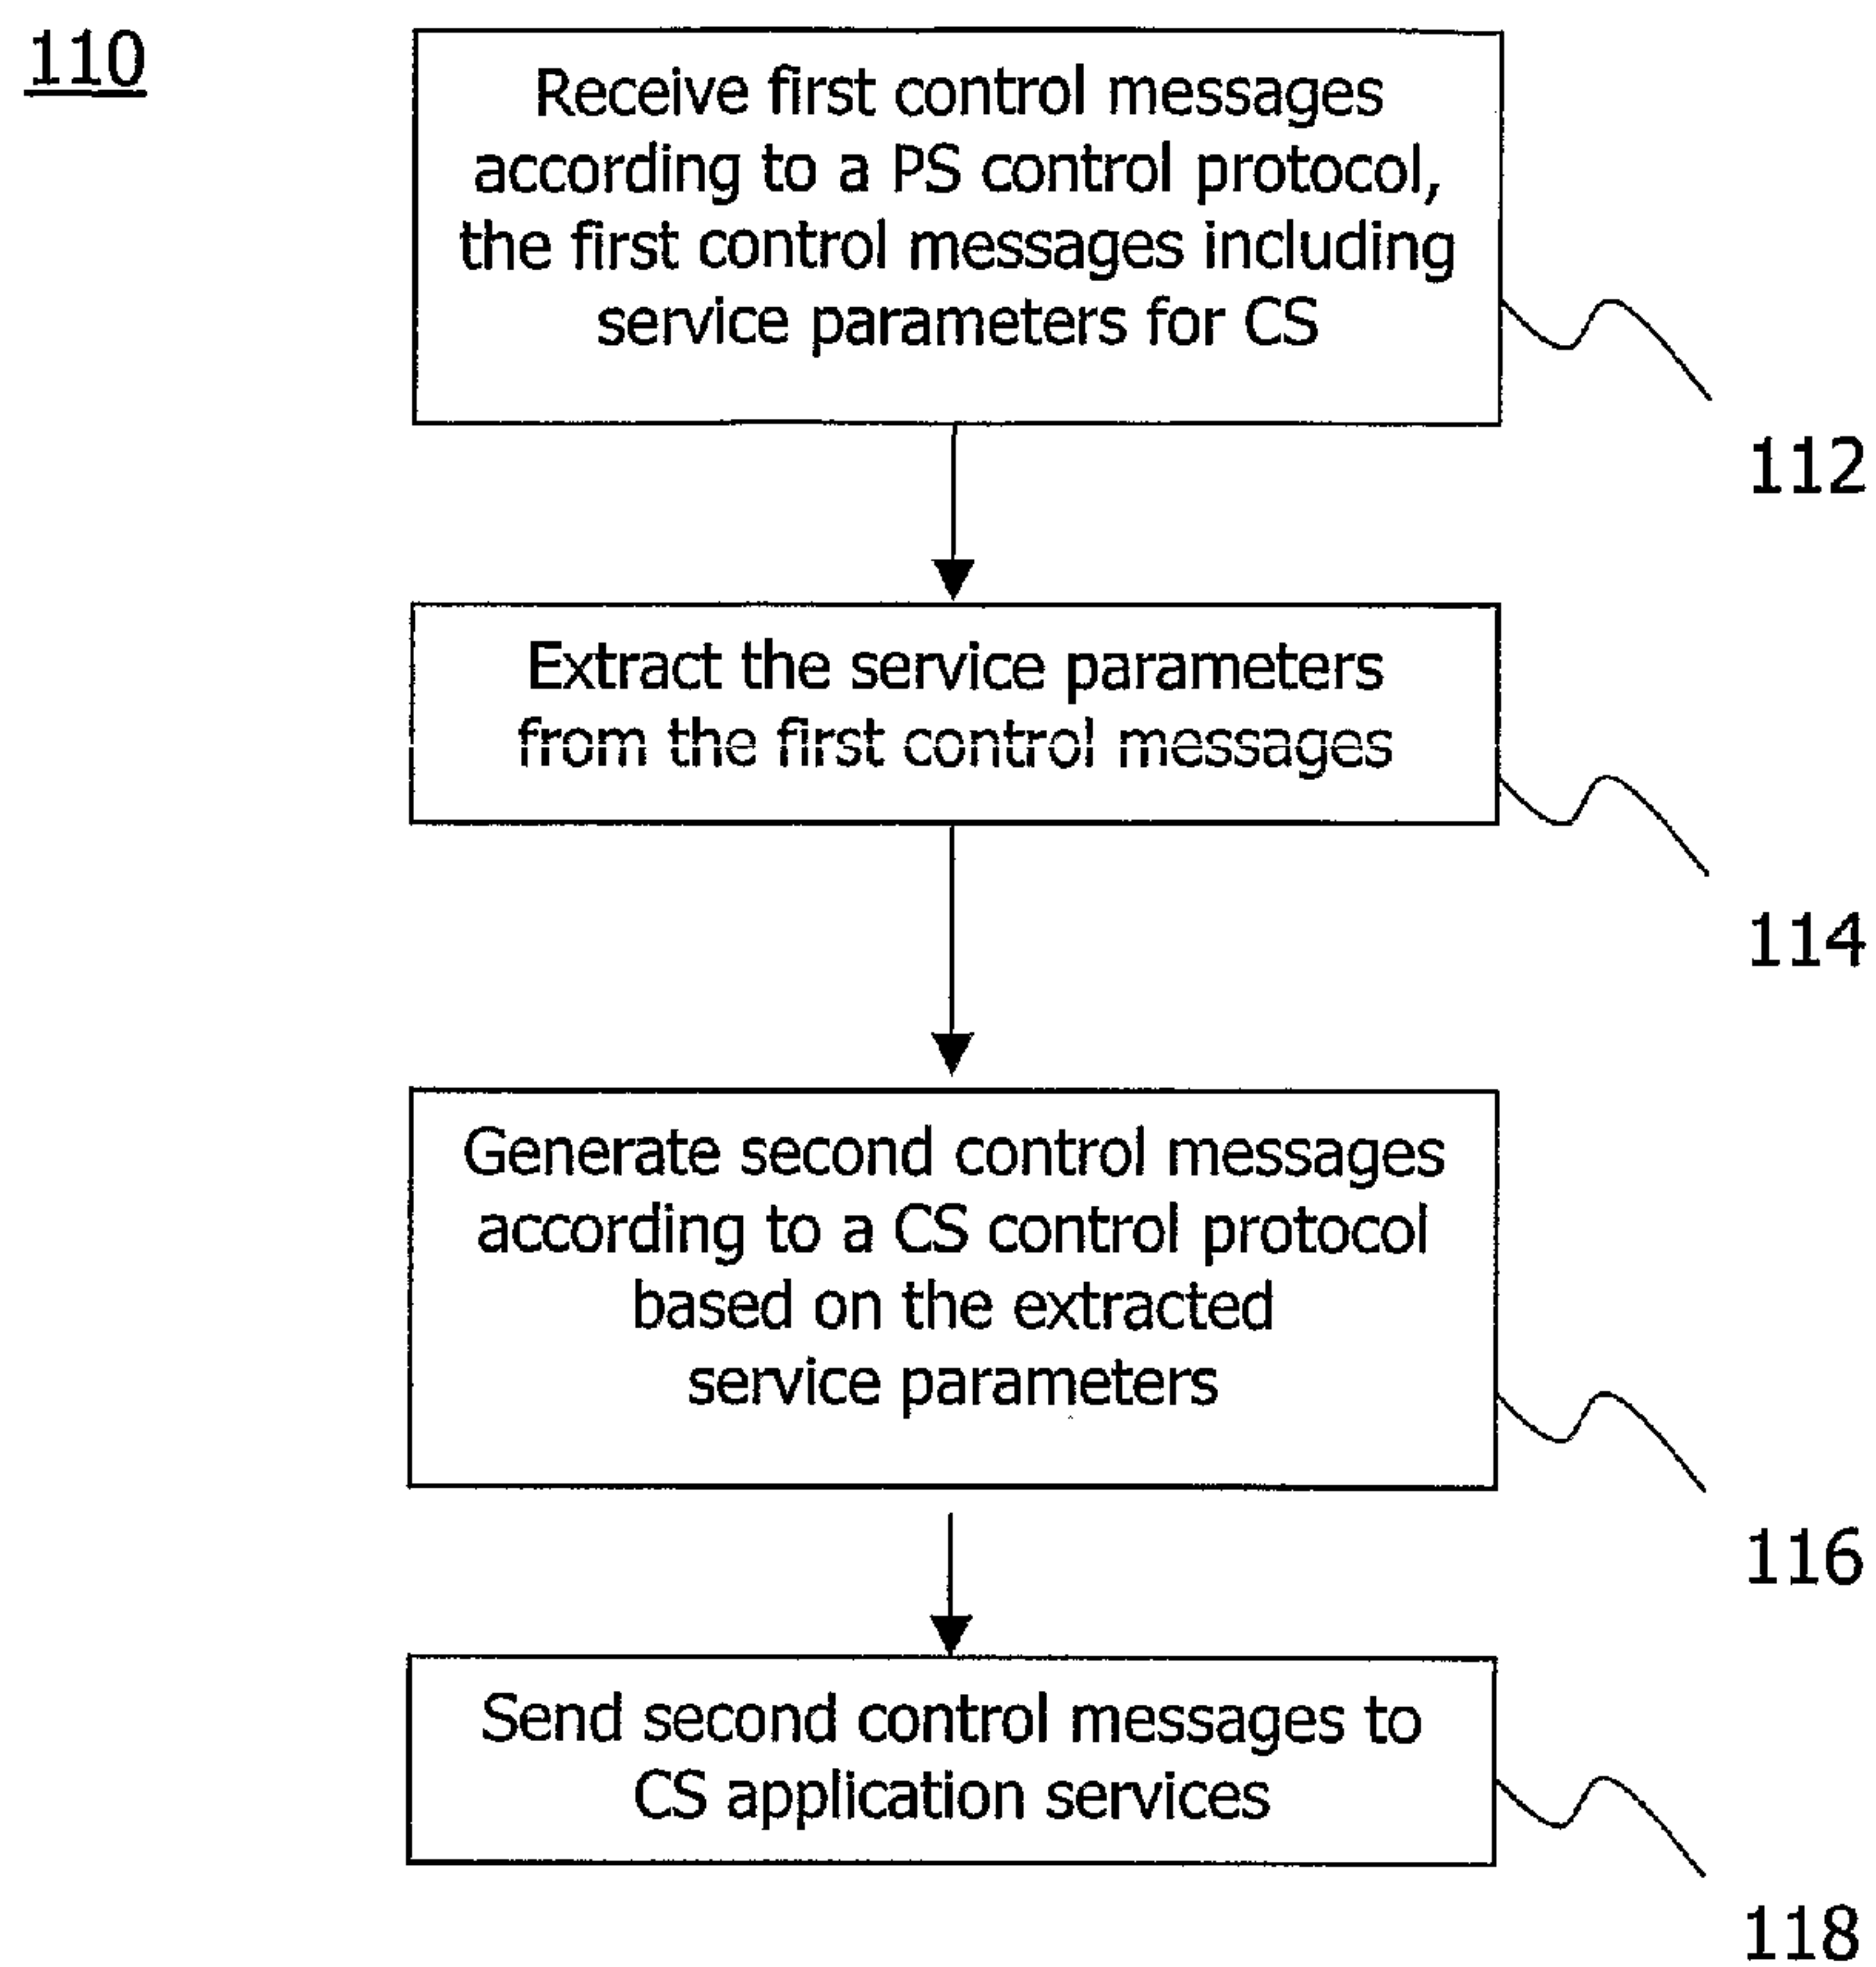 110
Receive first control messages
according to a PS control protocol,
the first control messages including
service parameters for CS
112
Extract the service parameters
from the first control messages
114
Generate second control messages
according to a CS control protocol
based on the extracted
service parameters
116
Send second control messages to
CS application services
118